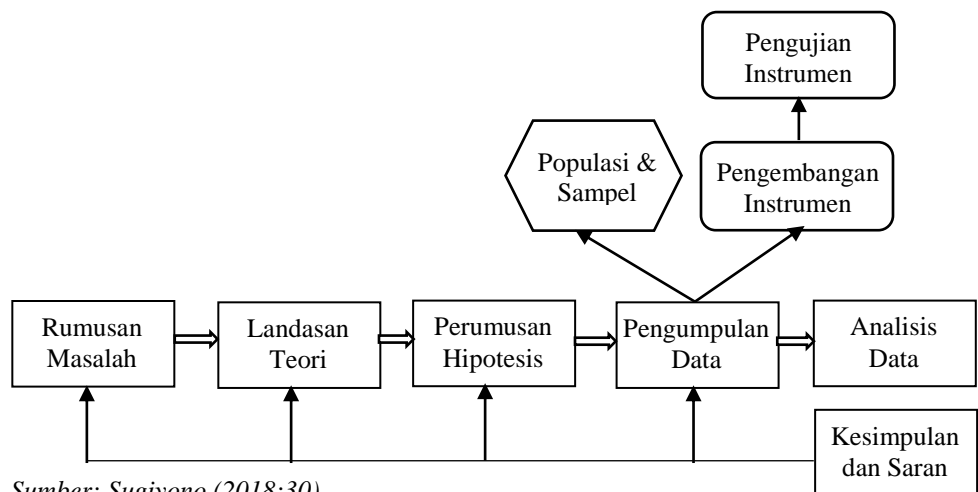 Pengujian
Instrumen
Populasi &
Sampel
Pengembangan
Instrumen
Rumusan
Masalah
Landasan
Teori
Perumusan
Hipotesis
Pengumpulan
Data
Analisis
Data
Kesimpulan
dan Saran
Sumber: Sugiyono (2018:30)